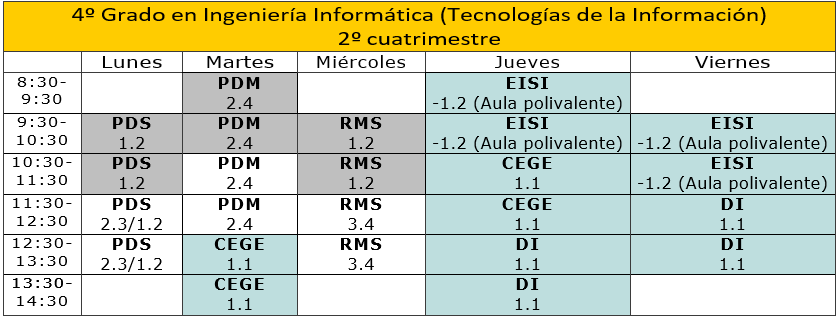 4º Grado en Ingeniería Informática (Tecnologías de la Información)
2º cuatrimestre
Lunes Martes Miércoles Jueves Viernes
8:30- PDM EISI
9:30 2.4 -1.2 (Aula polivalente)
9:30- PDS PDM RMS EISI EISI
10:30 1.2 2.4 1.2 -1.2 (Aula polivalente) -1.2 (Aula polivalente)
10:30- PDS PDM RMS CEGE EISI
11:30 1.2 2.4 1.2 1.1 -1.2 (Aula polivalente)
11:30- PDS PDM RMS CEGE DI
12:30 2.3/1.2 2.4 3.4 1.1 1.1
12:30- PDS CEGE RMS DI DI
13:30 2.3/1.2 1.1 3.4 1.1 1.1
13:30- CEGE DI
14:30 1.1 1.1